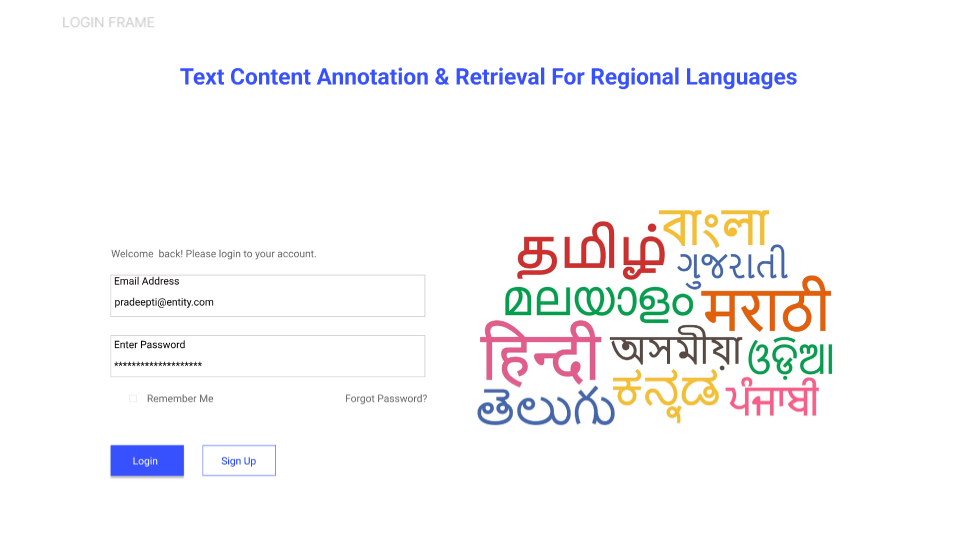 LOGIN FRAME
Text Content Annotation & Retrieval For Regional Languages
Welcome  back! Please login to your account.
Email Address
pradeepti@entity.com
Enter Password
********************
Remember Me Forgot Password?
Login Sign Up
বাংলা
தமிழ்
ગુજરાતી
മലയാളം
मराठी
हिन्दी
অসমীয়া
ଓଡ଼ିଆ
ಕನ್ನಡ
తెలుగు
ਪੰਜਾਬੀ